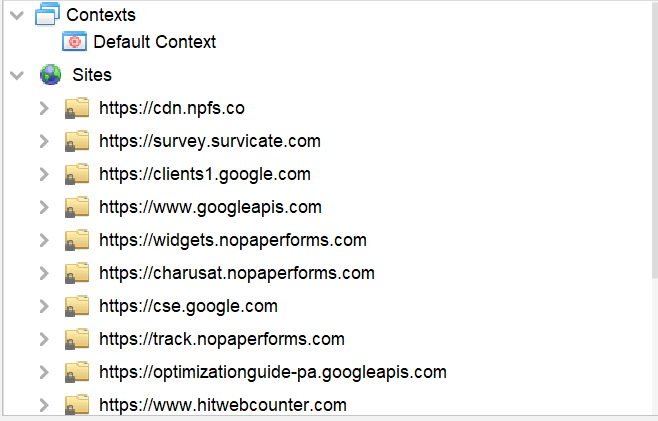 Contexts
Default Context
Sites
https://cdn.npfs.co
https://survey.survicate.com
https://clients1.google.com
https://www.googleapis.com
https://widgets.nopaperforms.com
https://charusat.nopaperforms.com
https://cse.google.com
https://track.nopaperforms.com
https://optimizationguide-pa.googleapis.com
https://www.hitwebcounter.com